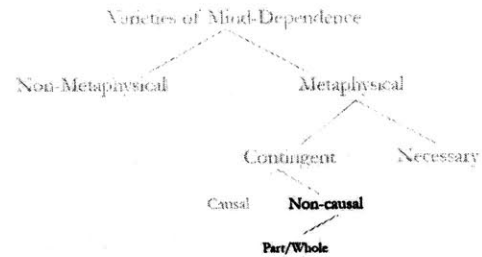 Varieties of Mind-Dependence
Non-Metaphysical Metaphysical
Contingent Necessary
Causal Non-causal
Part/Whole